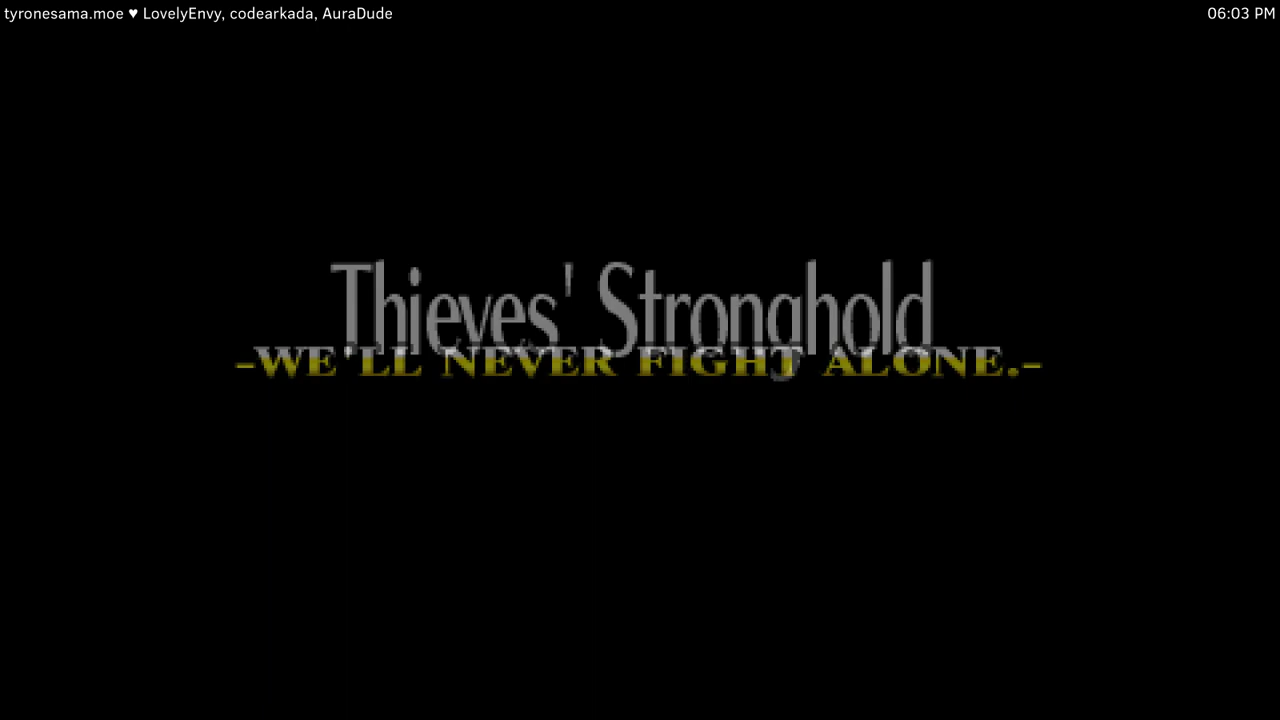 tyronesama.moe ♥ LovelyEnvy, codearkada, AuraDude
06:03 PM
Thieves' Stronghold
-WE'LL NEVER FIGHT ALONE.-